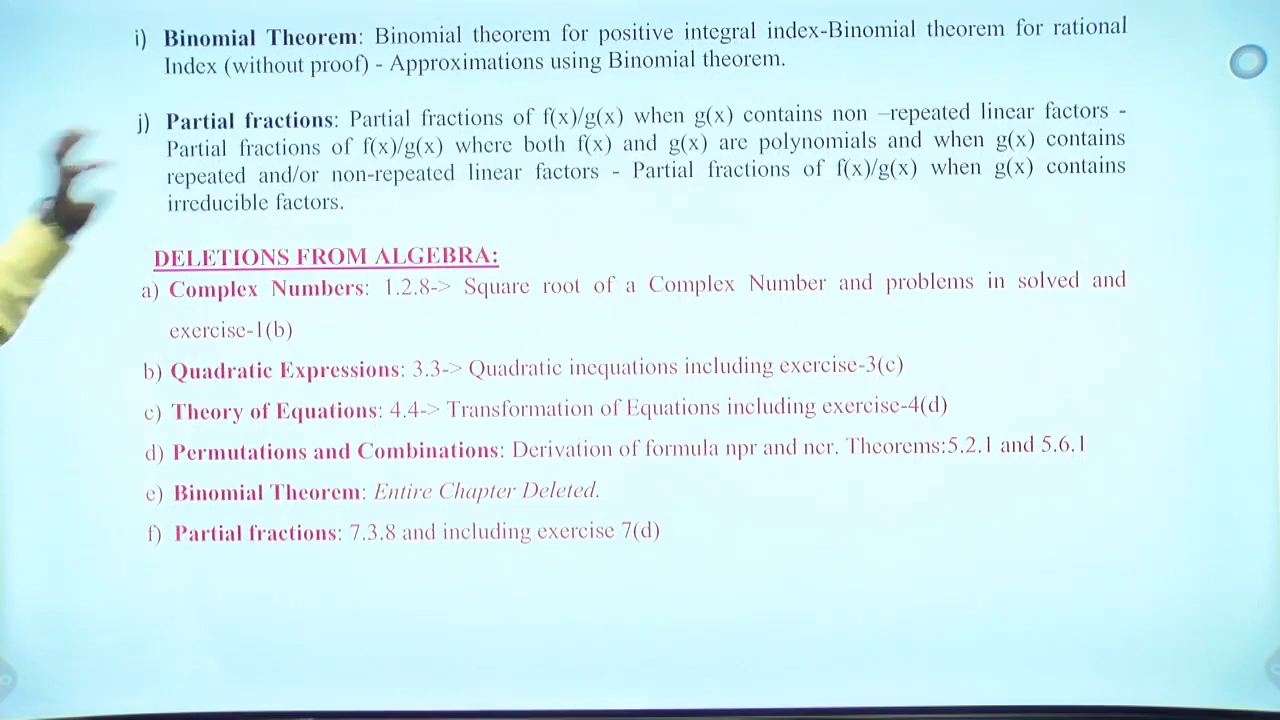 i) Binomial Theorem: Binomial theorem for positive integral index-Binomial theorem for rational
Index (without proof) - Approximations using Binomial theorem.
j) Partial fractions: Partial fractions of f(x)/g(x) when g(x) contains non –repeated linear factors -
Partial fractions of f(x)/g(x) where both f(x) and g(x) are polynomials and when g(x) contains
repeated and/or non-repeated linear factors - Partial fractions of f(x)/g(x) when g(x) contains
irreducible factors.
DELETIONS FROM ALGEBRA:
a) Complex Numbers: 1.2.8-> Square root of a Complex Number and problems in solved and
exercise-1(b)
b) Quadratic Expressions: 3.3-> Quadratic inequations including exercise-3(c)
c) Theory of Equations: 4.4-> Transformation of Equations including exercise-4(d)
d) Permutations and Combinations: Derivation of formula npr and ncr. Theorems:5.2.1 and 5.6.1
e) Binomial Theorem: Entire Chapter Deleted.
f) Partial fractions: 7.3.8 and including exercise 7(d)